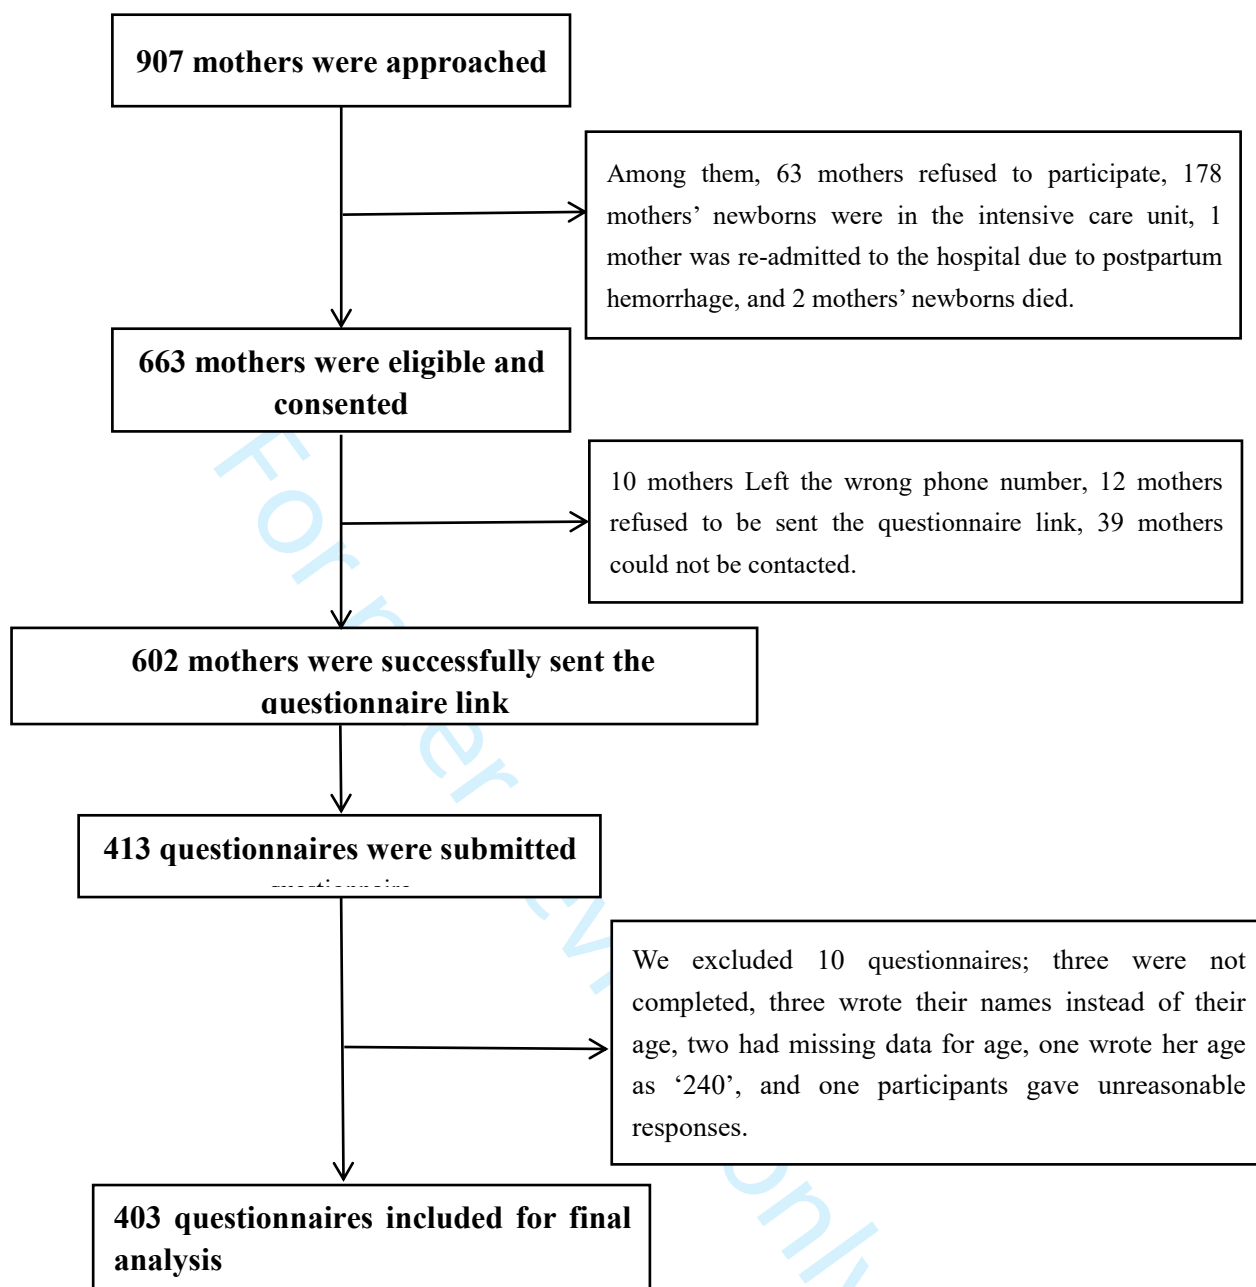 907 mothers were approached
Among them, 63 mothers refused to participate, 178
mothers’ newborns were in the intensive care unit, 1
mother was re-admitted to the hospital due to postpartum
hemorrhage, and 2 mothers’ newborns died.
663 mothers were eligible and
consented
10 mothers Left the wrong phone number, 12 mothers
refused to be sent the questionnaire link, 39 mothers
could not be contacted.
602 mothers were successfully sent the
questionnaire link
413 questionnaires were submitted
We excluded 10 questionnaires; three were not
completed, three wrote their names instead of their
age, two had missing data for age, one wrote her age
as ‘240’, and one participants gave unreasonable
responses.
403 questionnaires included for final
analysis